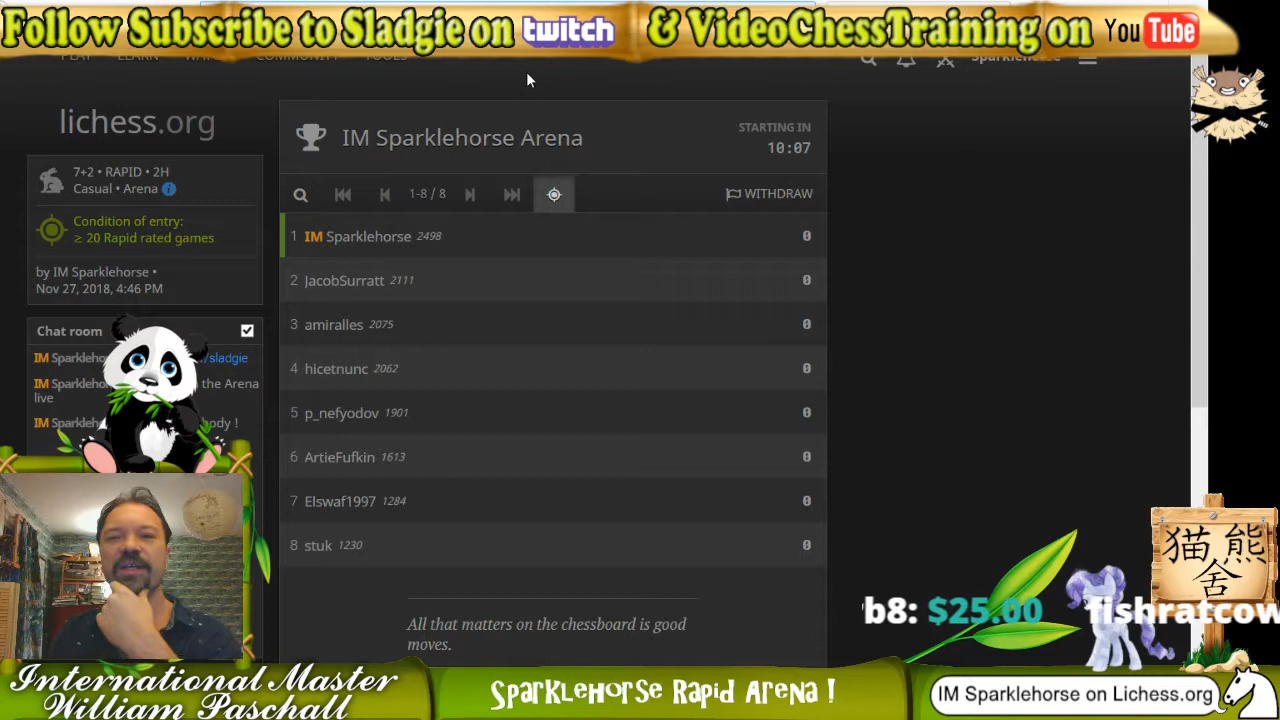 Follow Subscribe to Sladgie on twitch & VideoChessTraining on YouTube
lichess.org
7+2 • RAPID • 2H
Casual • Arena
Condition of entry:
≥ 20 Rapid rated games
by IM Sparklehorse •
Nov 27, 2018, 4:46 PM
Chat room
IM /sladgie
IM the Arena
live
IM
IM Sparklehorse Arena
STARTING IN
10:07
1-8 / 8
WITHDRAW
1 IM Sparklehorse 2498 0
2 JacobSurratt 2111 0
3 amiralles 2075 0
4 hicetnunc 2062 0
5 p_nefyodov 1901 0
6 ArtieFufkin 1613 0
7 Elswaf1997 1284 0
8 stuk 1230 0
All that matters on the chessboard is good
moves.
猫熊
舍
b8: $25.00 fishratcow
International Master
William Paschall
Sparklehorse Rapid Arena !
IM Sparklehorse on Lichess.org